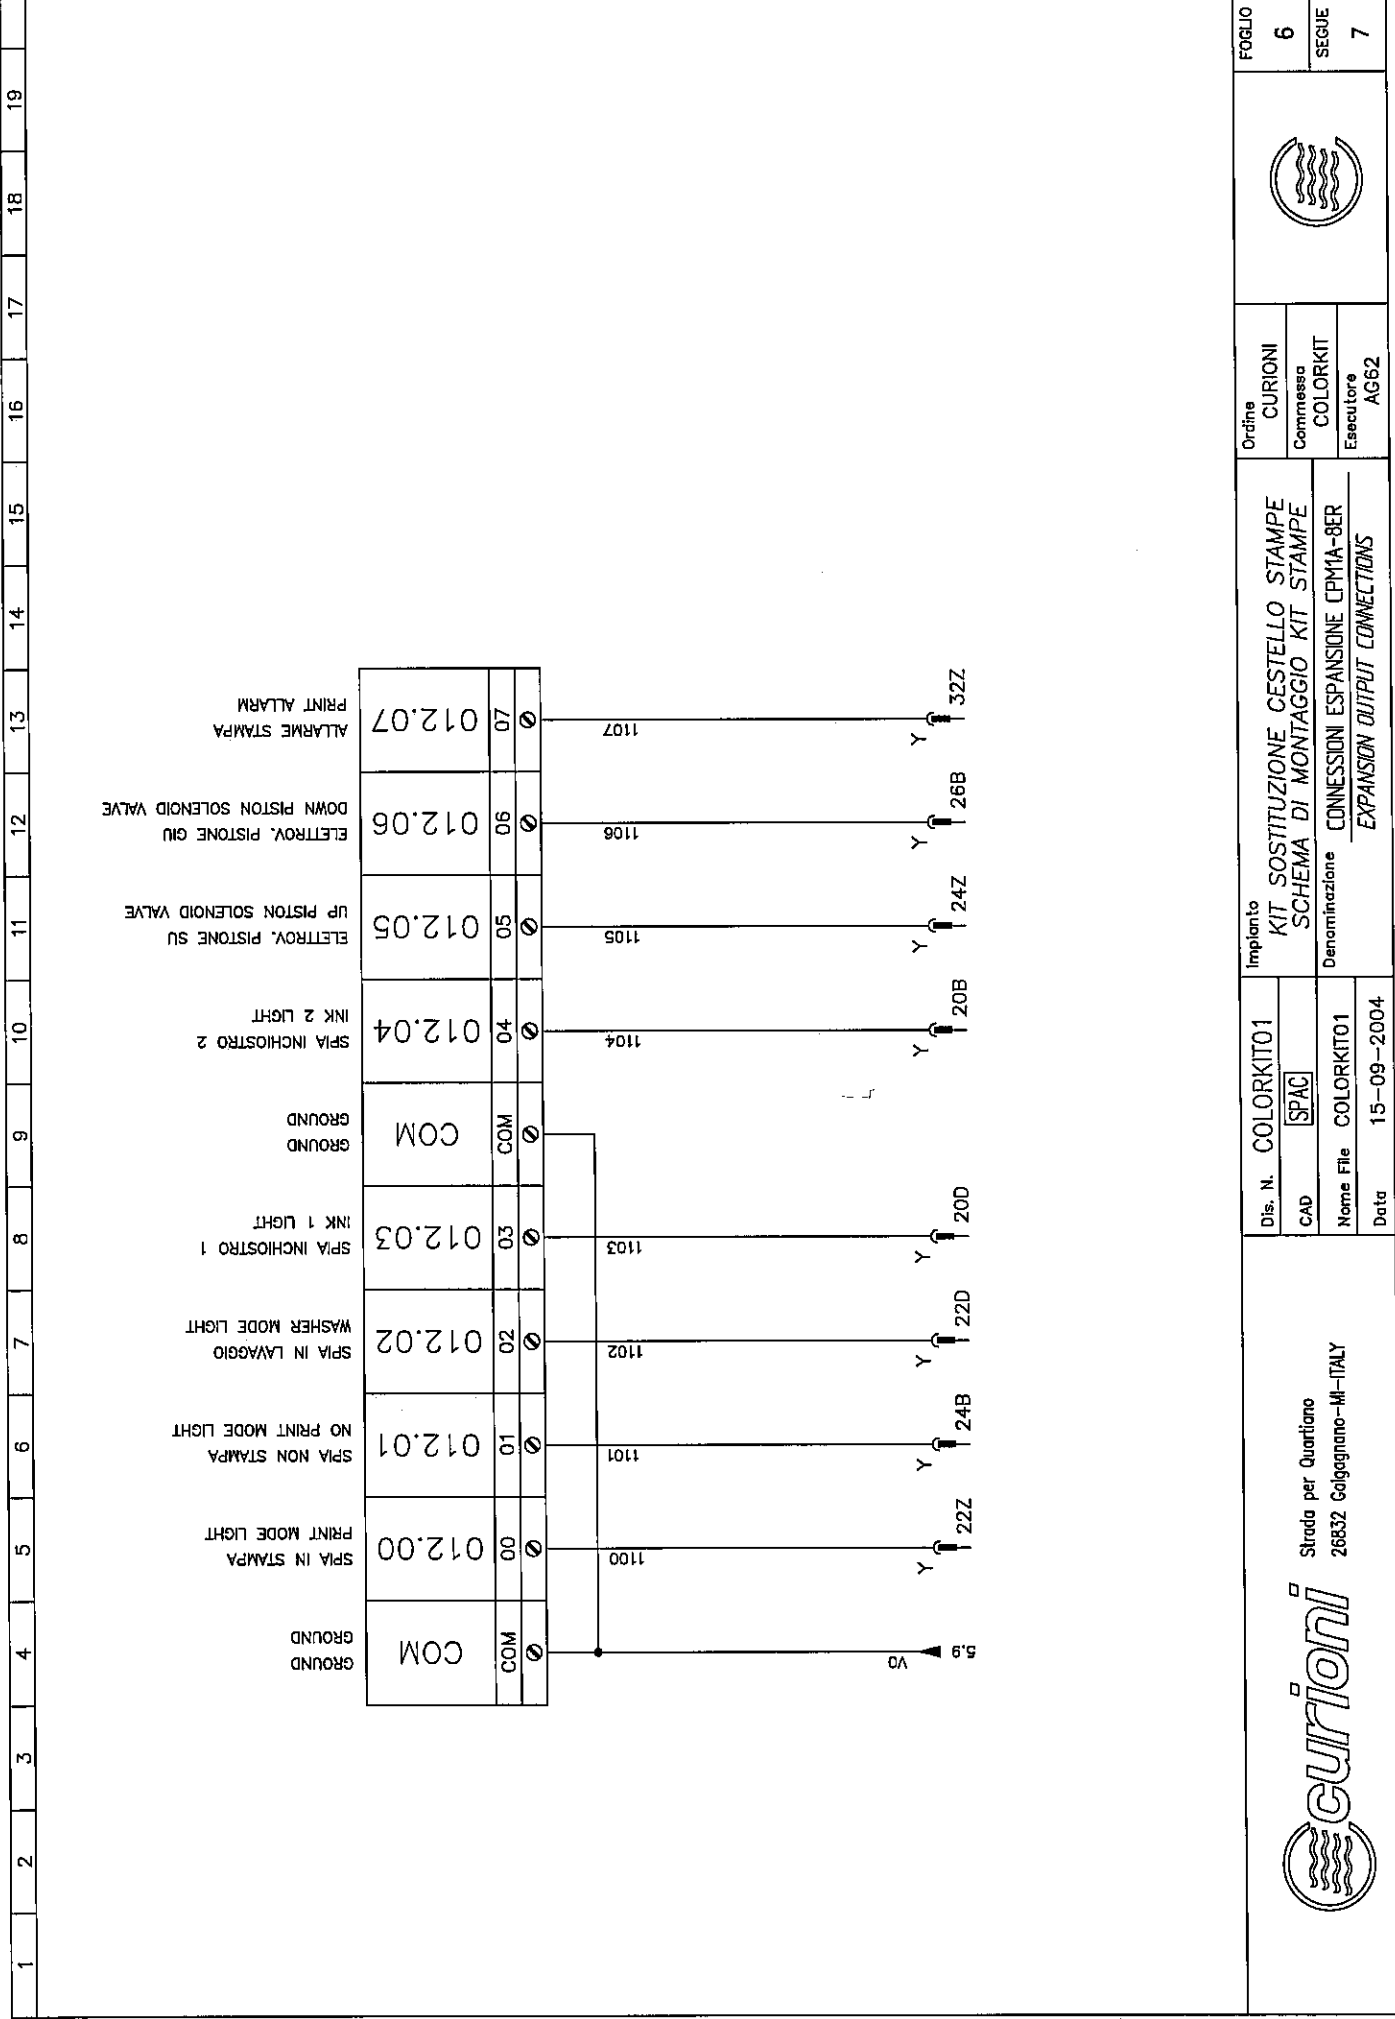 1 2 3 4 5 6 7 8 9 10 11 12 13 14 15 16 17 18 19
GROUND
GROUND
SPIA IN STAMPA
PRINT MODE LIGHT
SPIA NON STAMPA
NO PRINT MODE LIGHT
SPIA IN LAVAGGIO
WASHER MODE LIGHT
SPIA INCHIOSTRO 1
INK 1 LIGHT
GROUND
GROUND
SPIA INCHIOSTRO 2
INK 2 LIGHT
ELETTROV. PISTONE SU
UP PISTON SOLENOID VALVE
ELETTROV. PISTONE GIU
DOWN PISTON SOLENOID VALVE
ALLARME STAMPA
PRINT ALLARM
COM 012.00 012.01 012.02 012.03 COM 012.04 012.05 012.06 012.07
COM 00 01 02 03 COM 04 05 06 07
1100 1101 1102 1103 1104 1105 1106 1107
V0 Y Y Y Y Y Y Y Y
5.9 22Z 24B 22D 20D 20B 24Z 26B 32Z
curioni
Strada per Quartiano
26832 Galgagnano-MI-ITALY
Dis. N. COLORKIT01
CAD SPAC
Nome File COLORKIT01
Data 15-09-2004
Impianto
KIT SOSTITUZIONE CESTELLO STAMPE
SCHEMA DI MONTAGGIO KIT STAMPE
Denominazione CONNESSIONI ESPANSIONE CPM1A-8ER
EXPANSION OUTPUT CONNECTIONS
Ordine
CURIONI
Commessa
COLORKIT
Esecutore
AG62
FOGLIO
6
SEGUE
7